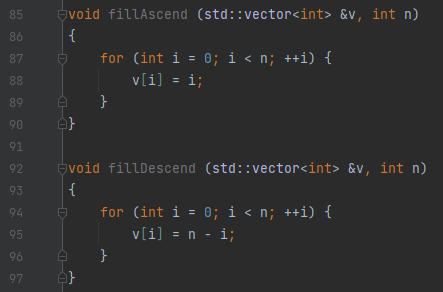 85 void fillAscend (std::vector<int> &v, int n)
86 {
87     for (int i = 0; i < n; ++i) {
88         v[i] = i;
89     }
90 }
91
92 void fillDescend (std::vector<int> &v, int n)
93 {
94     for (int i = 0; i < n; ++i) {
95         v[i] = n - i;
96     }
97 }